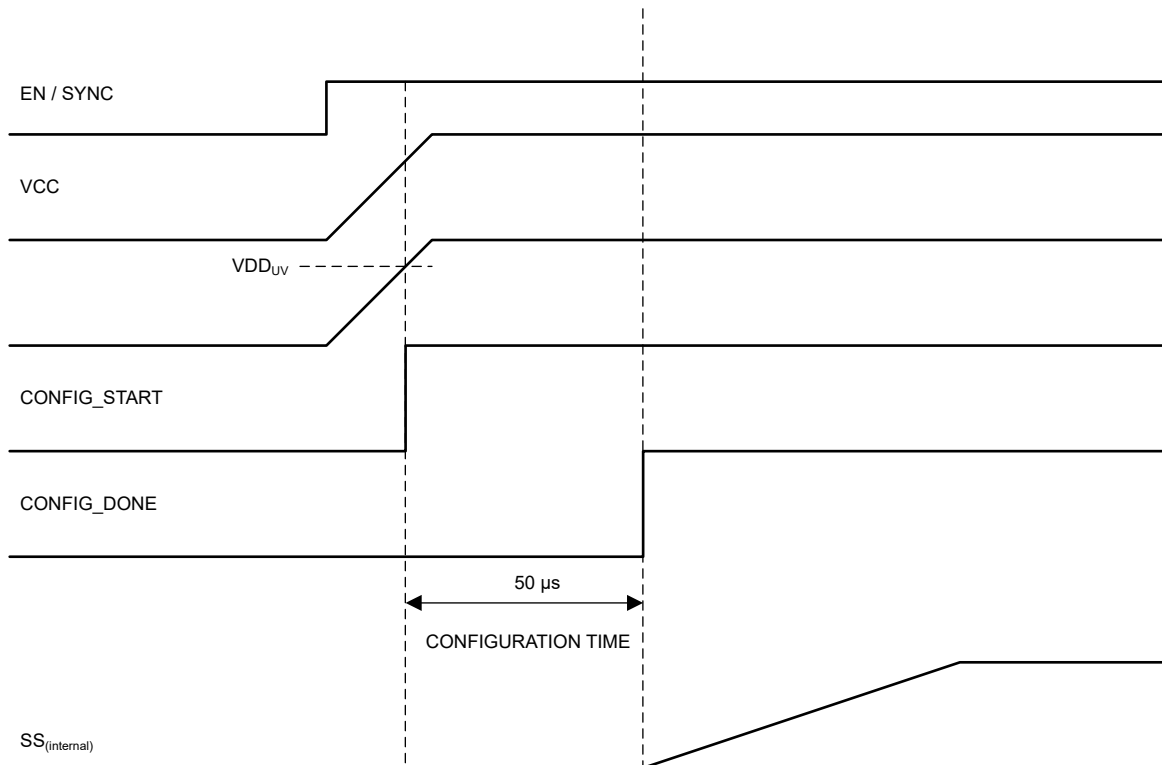 EN / SYNC
VCC
VDDUV
CONFIG_START
CONFIG_DONE
50 µs
CONFIGURATION TIME
SS(internal)